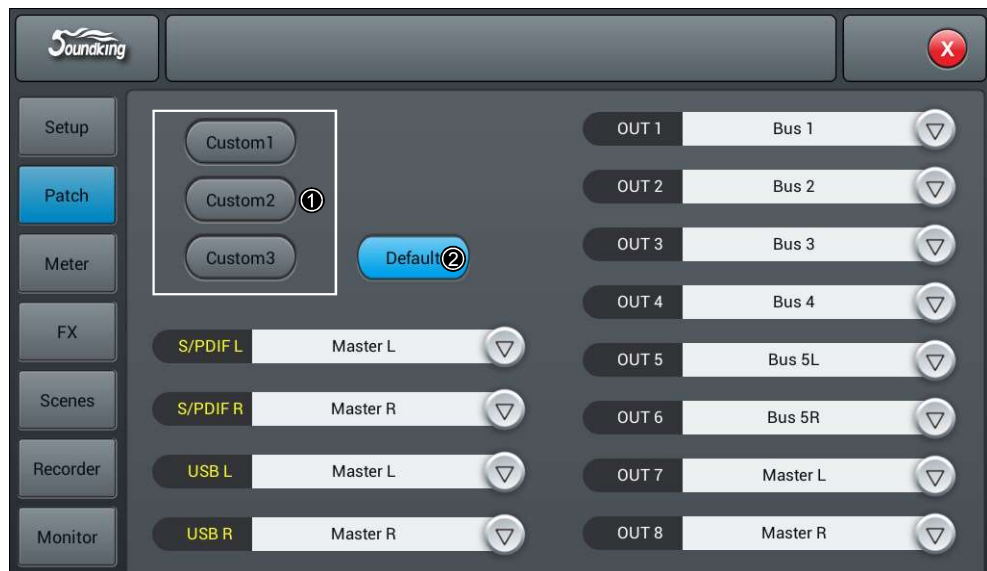 Soundking
X
Setup
Patch
Meter
FX
Scenes
Recorder
Monitor
Custom1
Custom2 ①
Custom3
Default ②
S/PDIF L Master L
S/PDIF R Master R
USB L Master L
USB R Master R
OUT 1 Bus 1
OUT 2 Bus 2
OUT 3 Bus 3
OUT 4 Bus 4
OUT 5 Bus 5L
OUT 6 Bus 5R
OUT 7 Master L
OUT 8 Master R